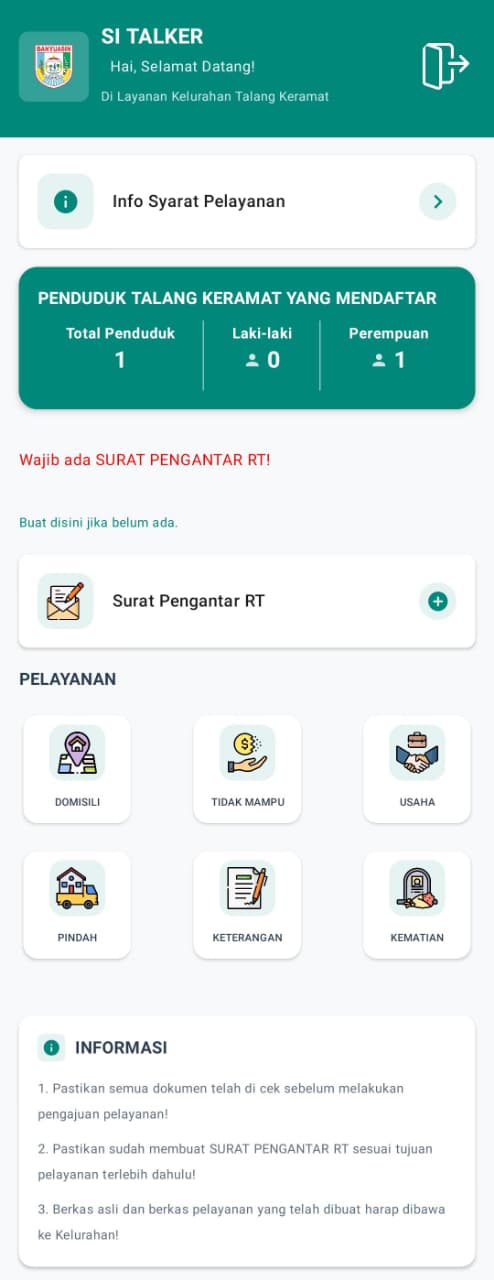 BANYUASIN
SI TALKER
Hai, Selamat Datang!
Di Layanan Kelurahan Talang Keramat
Info Syarat Pelayanan
PENDUDUK TALANG KERAMAT YANG MENDAFTAR
Total Penduduk
1
Laki-laki
0
Perempuan
1
Wajib ada SURAT PENGANTAR RT!
Buat disini jika belum ada.
Surat Pengantar RT
PELAYANAN
DOMISILI
TIDAK MAMPU
USAHA
PINDAH
KETERANGAN
KEMATIAN
INFORMASI
1. Pastikan semua dokumen telah di cek sebelum melakukan
pengajuan pelayanan!
2. Pastikan sudah membuat SURAT PENGANTAR RT sesuai tujuan
pelayanan terlebih dahulu!
3. Berkas asli dan berkas pelayanan yang telah dibuat harap dibawa
ke Kelurahan!